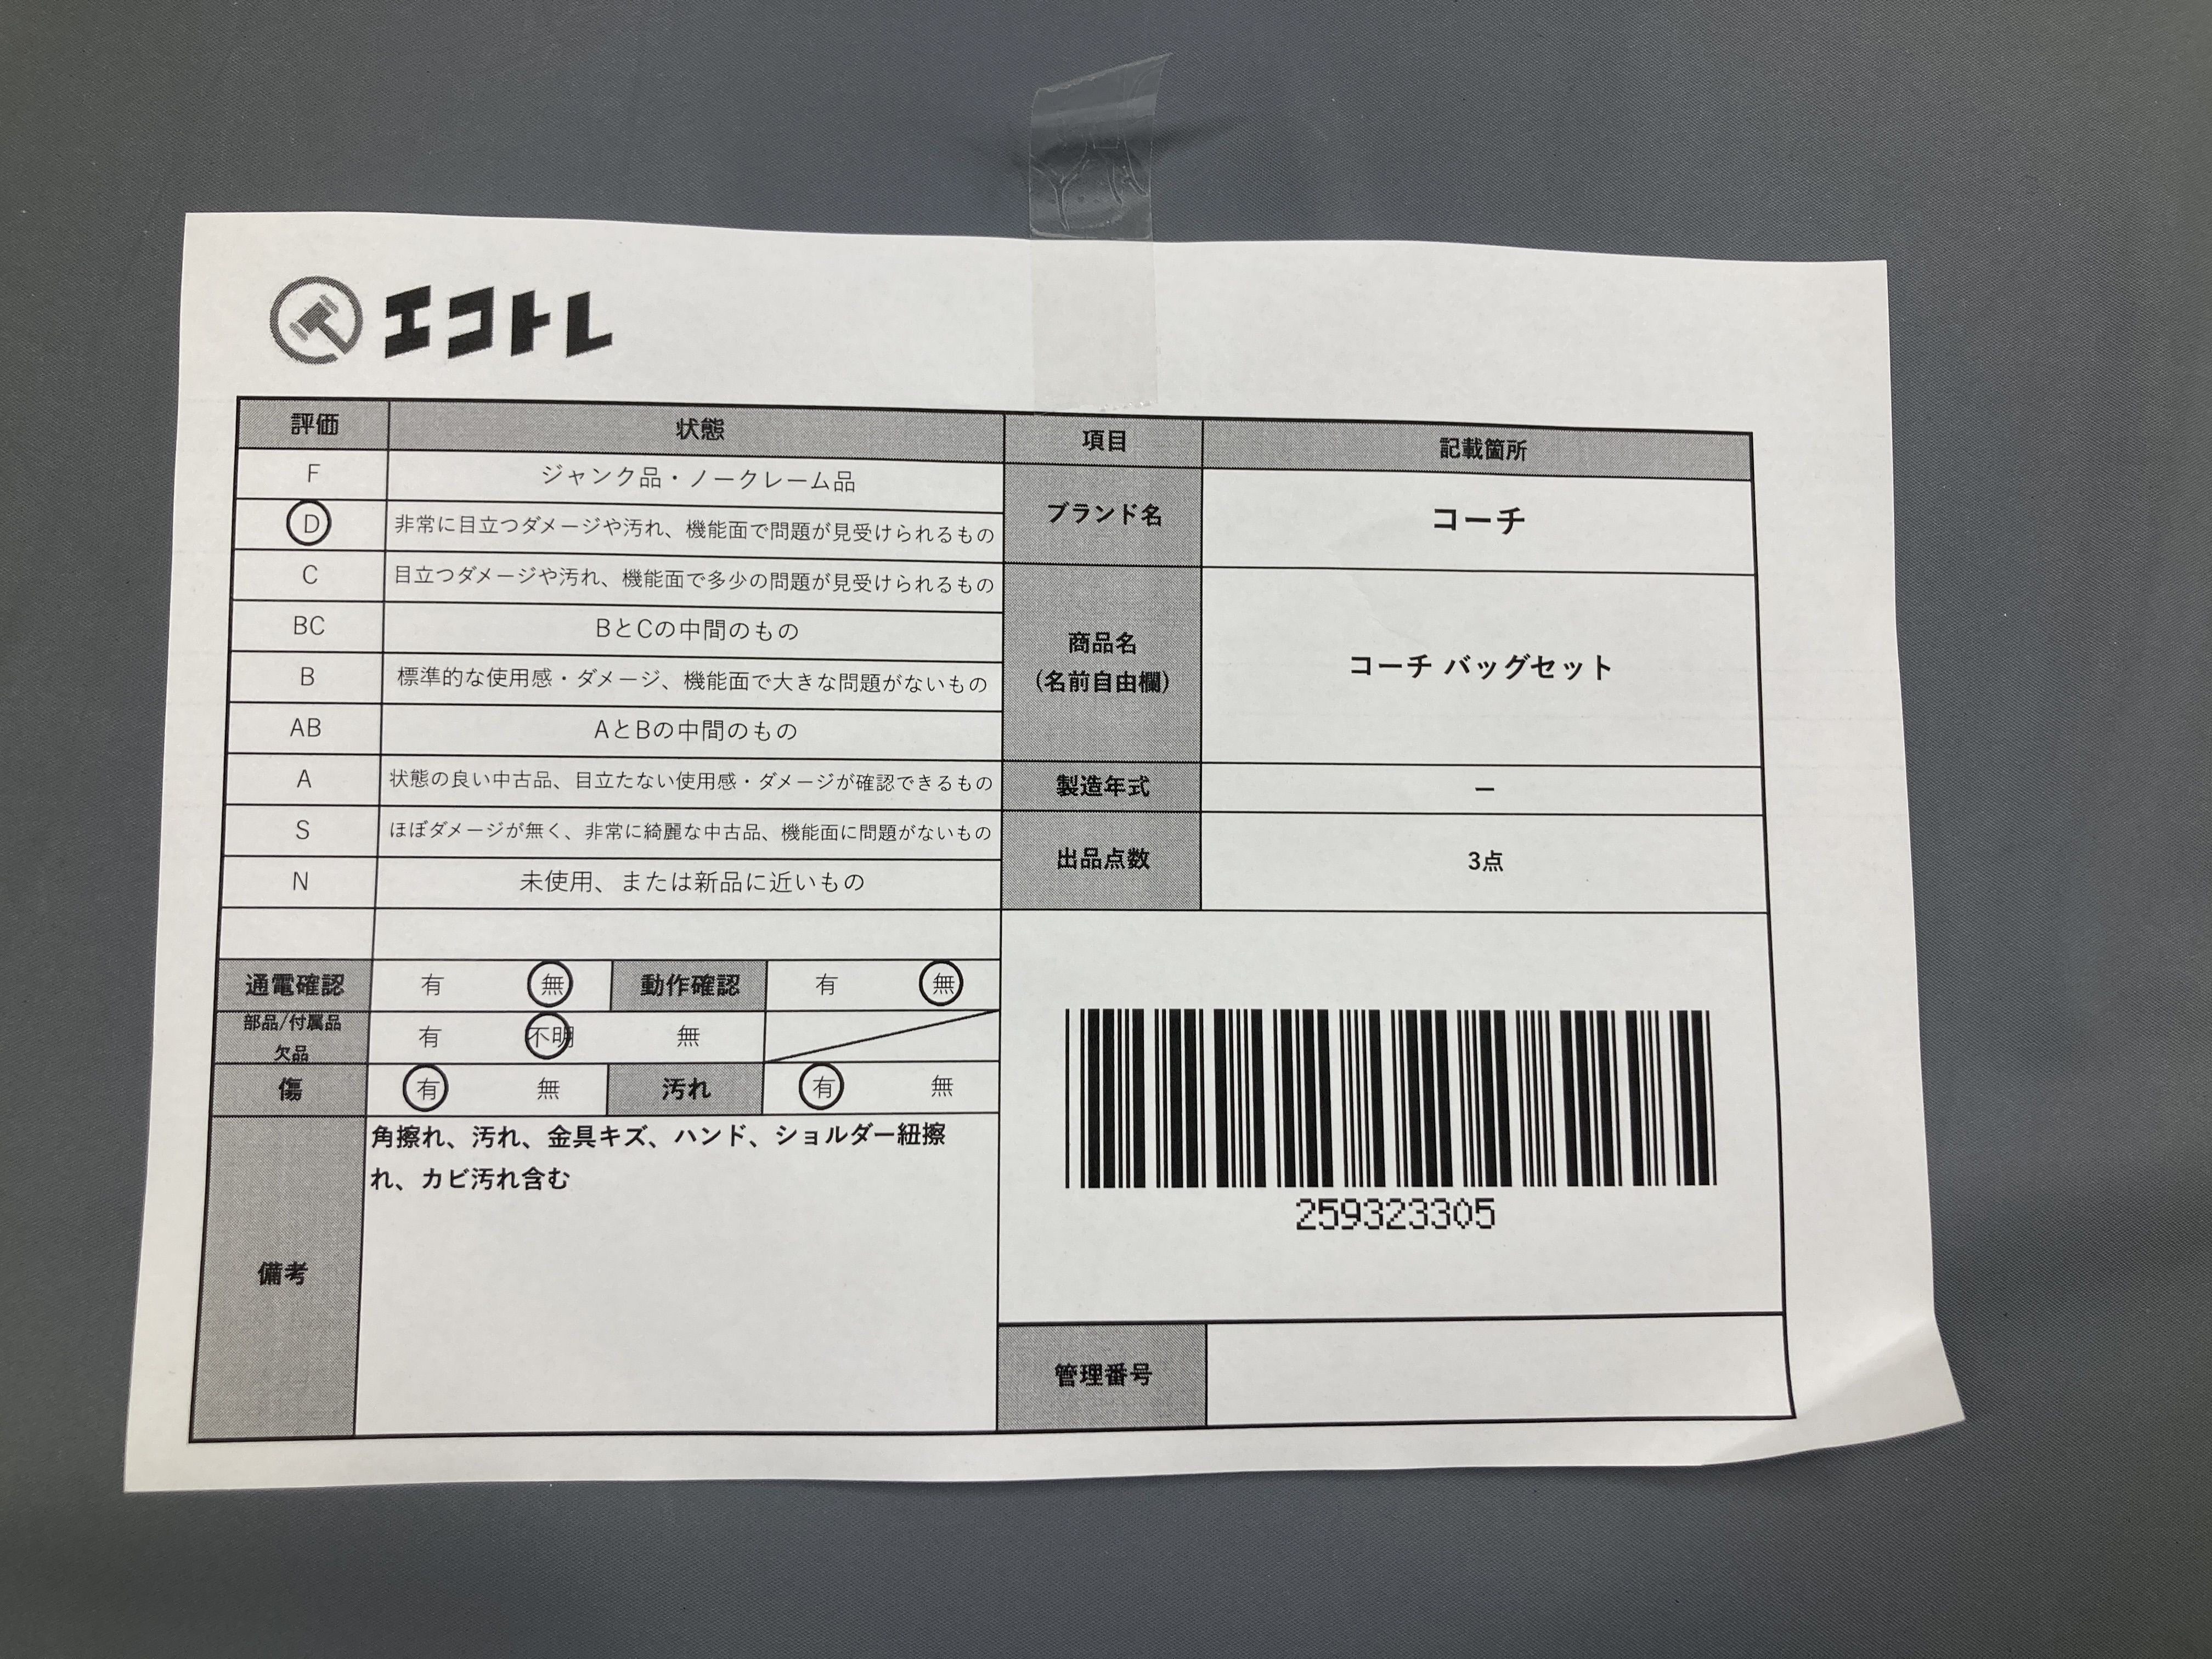 エコトレ
評価 状態 項目 記載箇所
F ジャンク品・ノークレーム品
D 非常に目立つダメージや汚れ、機能面で問題が見受けられるもの
ブランド名 コーチ
C 目立つダメージや汚れ、機能面で多少の問題が見受けられるもの
BC BとCの中間のもの
商品名
(名前自由欄)
コーチ バッグセット
B 標準的な使用感・ダメージ、機能面で大きな問題がないもの
AB AとBの中間のもの
A 状態の良い中古品、目立たない使用感・ダメージが確認できるもの
製造年式 ー
S ほぼダメージが無く、非常に綺麗な中古品、機能面に問題がないもの
出品点数 3点
N 未使用、または新品に近いもの
通電確認 有 無 動作確認 有 無
部品/付属品
欠品
有 不明 無
傷 有 無 汚れ 有 無
備考
角擦れ、汚れ、金具キズ、ハンド、ショルダー紐擦
れ、カビ汚れ含む
259323305
管理番号